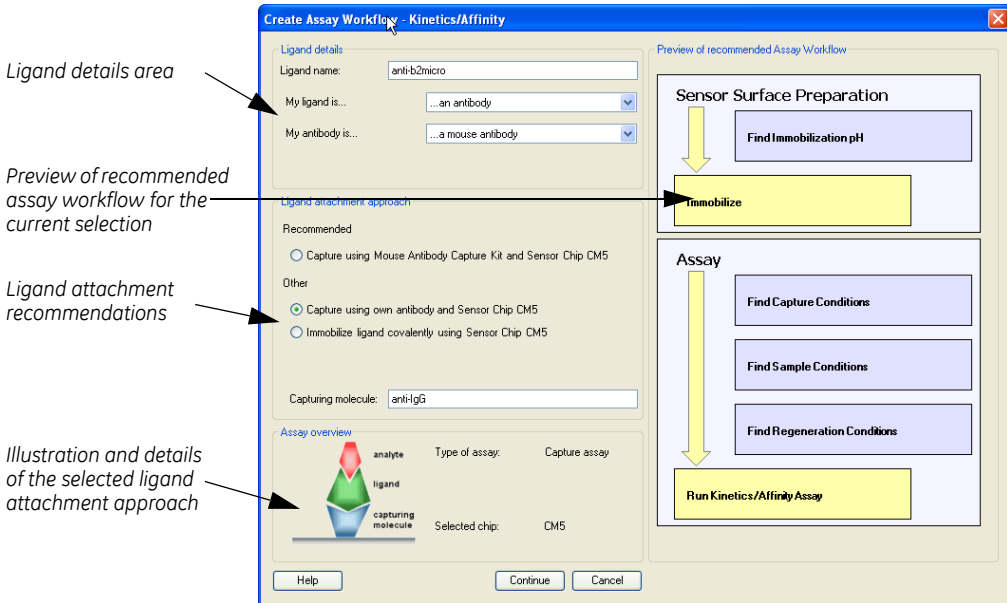 Create Assay Workflow - Kinetics/Affinity
Ligand details area
Preview of recommended
assay workflow for the
current selection
Ligand attachment
recommendations
Illustration and details
of the selected ligand
attachment approach
Ligand details
Ligand name: anti-b2micro
My ligand is... ...an antibody
My antibody is... ...a mouse antibody
Ligand attachment approach
Recommended
Capture using Mouse Antibody Capture Kit and Sensor Chip CM5
Other
Capture using own antibody and Sensor Chip CM5
Immobilize ligand covalently using Sensor Chip CM5
Capturing molecule: anti-IgG
Assay overview
analyte
ligand
capturing
molecule
Type of assay: Capture assay
Selected chip: CM5
Preview of recommended Assay Workflow
Sensor Surface Preparation
Find Immobilization pH
Immobilize
Assay
Find Capture Conditions
Find Sample Conditions
Find Regeneration Conditions
Run Kinetics/Affinity Assay
Help
Continue
Cancel